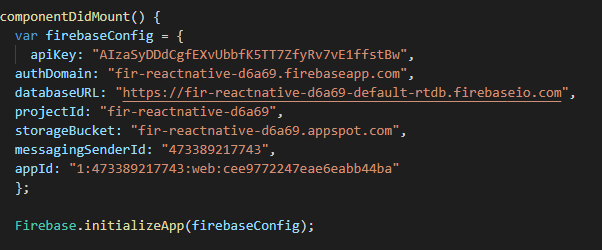 componentDidMount() {
var firebaseConfig = {
apiKey: "AIzaSyDDdCgfEXvUbbfK5TT7ZfyRv7vE1ffstBw",
authDomain: "fir-reactnative-d6a69.firebaseapp.com",
databaseURL: "https://fir-reactnative-d6a69-default-rtdb.firebaseio.com",
projectId: "fir-reactnative-d6a69",
storageBucket: "fir-reactnative-d6a69.appspot.com",
messagingSenderId: "473389217743",
appId: "1:473389217743:web:cee9772247eae6eabb44ba"
};
Firebase.initializeApp(firebaseConfig);